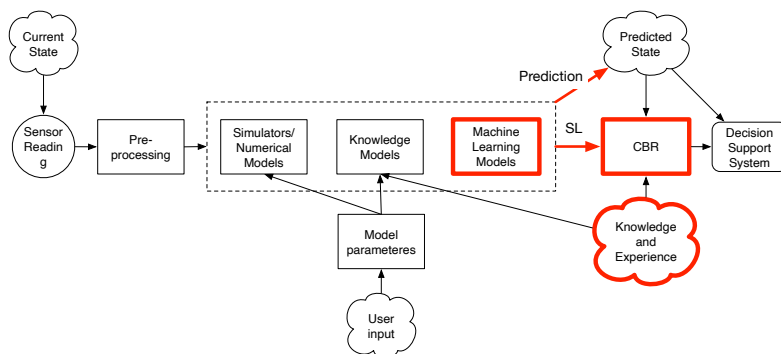 Current
State
Predicted
State
Prediction
Sensor
Readin
g
Pre-
processing
Simulators/
Numerical
Models
Knowledge
Models
Machine
Learning
Models
SL
CBR
Decision
Support
System
Model
parameteres
Knowledge
and
Experience
User
input